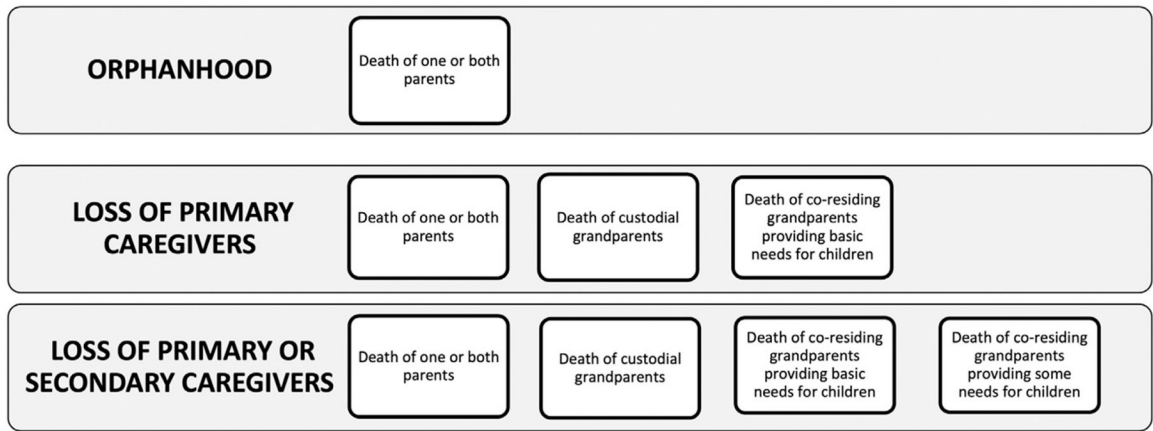 ORPHANHOOD
Death of one or both
parents
LOSS OF PRIMARY
CAREGIVERS
Death of one or both
parents
Death of custodial
grandparents
Death of co-residing
grandparents
providing basic
needs for children
LOSS OF PRIMARY OR
SECONDARY CAREGIVERS
Death of one or both
parents
Death of custodial
grandparents
Death of co-residing
grandparents
providing basic
needs for children
Death of co-residing
grandparents
providing some
needs for children